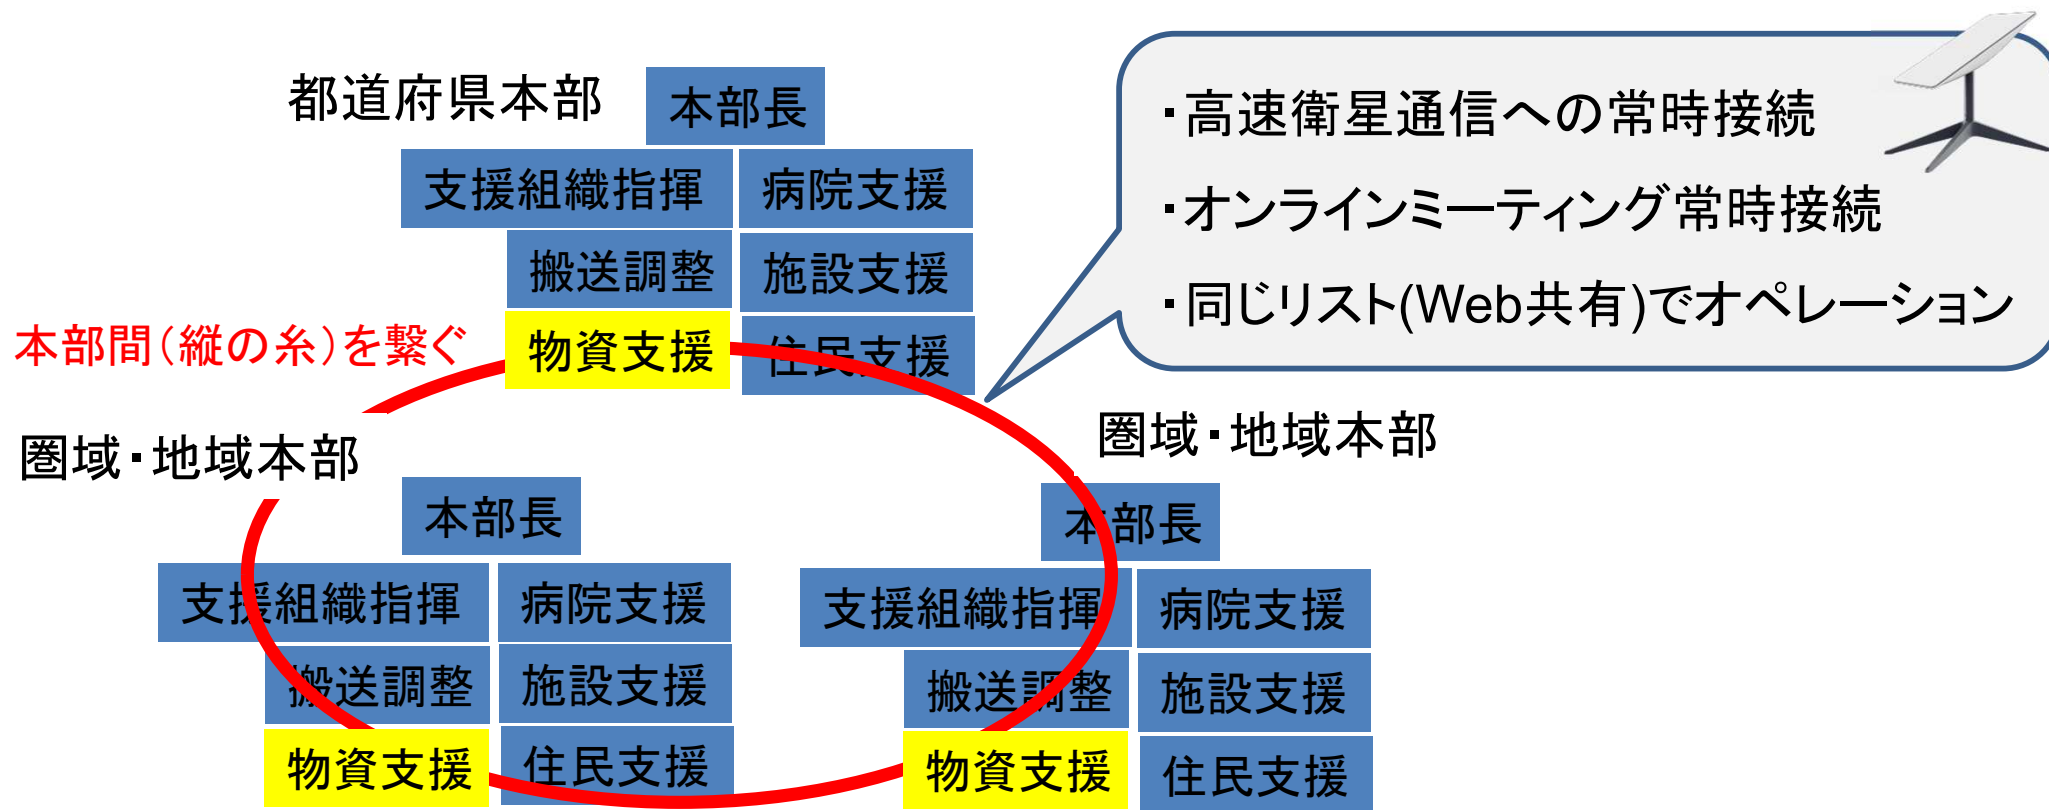 都道府県本部
本部長
支援組織指揮
病院支援
搬送調整
施設支援
物資支援
住民支援
・高速衛星通信への常時接続
・オンラインミーティング常時接続
・同じリスト(Web共有)でオペレーション
本部間(縦の糸)を繋ぐ
圏域・地域本部
本部長
支援組織指揮
病院支援
搬送調整
施設支援
物資支援
住民支援
圏域・地域本部
本部長
支援組織指揮
病院支援
搬送調整
施設支援
物資支援
住民支援